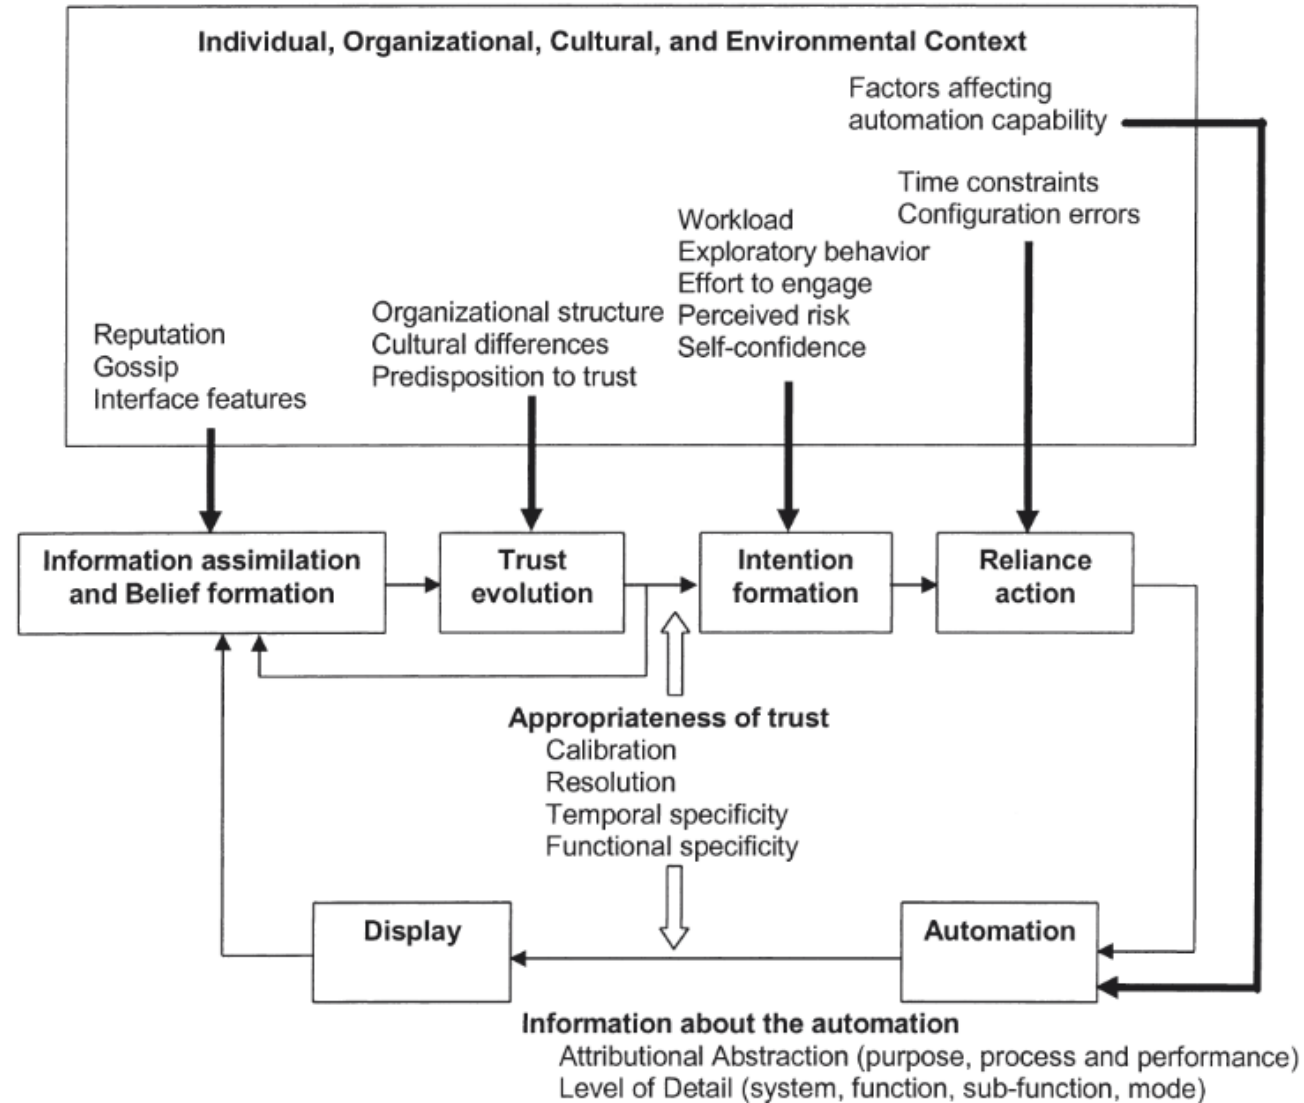 Individual, Organizational, Cultural, and Environmental Context
Factors affecting
automation capability
Time constraints
Configuration errors
Workload
Exploratory behavior
Effort to engage
Perceived risk
Self-confidence
Organizational structure
Cultural differences
Predisposition to trust
Reputation
Gossip
Interface features
Information assimilation
and Belief formation
Trust
evolution
Intention
formation
Reliance
action
Appropriateness of trust
Calibration
Resolution
Temporal specificity
Functional specificity
Display
Automation
Information about the automation
Attributional Abstraction (purpose, process and performance)
Level of Detail (system, function, sub-function, mode)